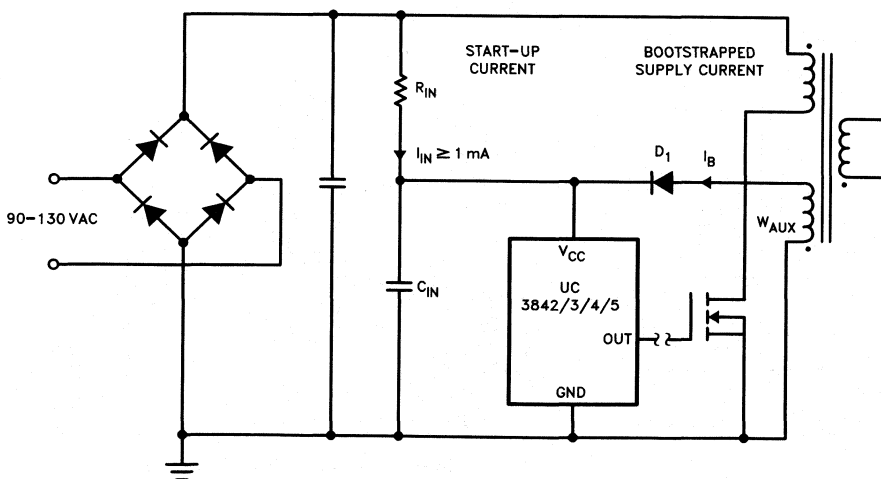 START-UP
CURRENT
BOOTSTRAPPED
SUPPLY CURRENT
R_IN
I_IN ≥ 1 mA
D_1
I_B
90-130 VAC
W_AUX
V_CC
C_IN
UC
3842/3/4/5
OUT
GND